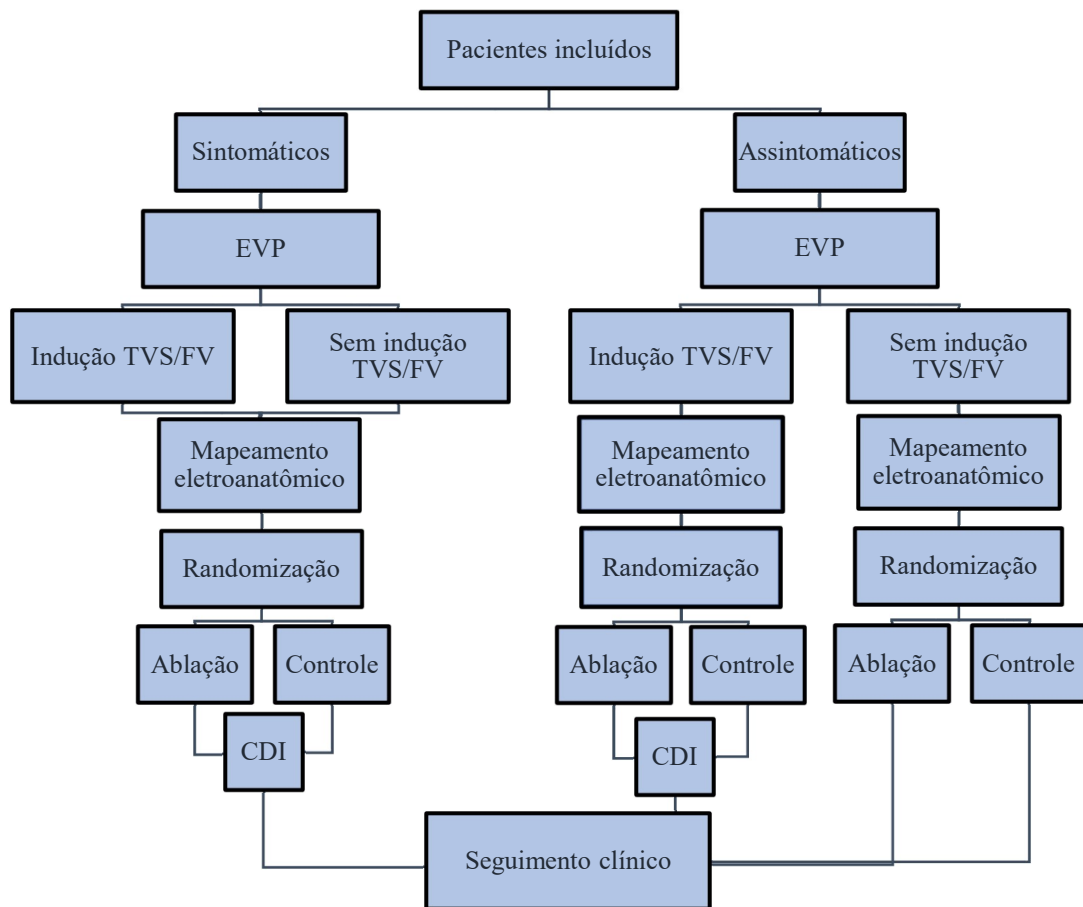 Pacientes incluídos
Sintomáticos
Assintomáticos
EVP
EVP
Indução TVS/FV
Sem indução
TVS/FV
Indução TVS/FV
Sem indução
TVS/FV
Mapeamento
eletroanatômico
Mapeamento
eletroanatômico
Mapeamento
eletroanatômico
Randomização
Randomização
Randomização
Ablação
Controle
Ablação
Controle
Ablação
Controle
CDI
CDI
Seguimento clínico